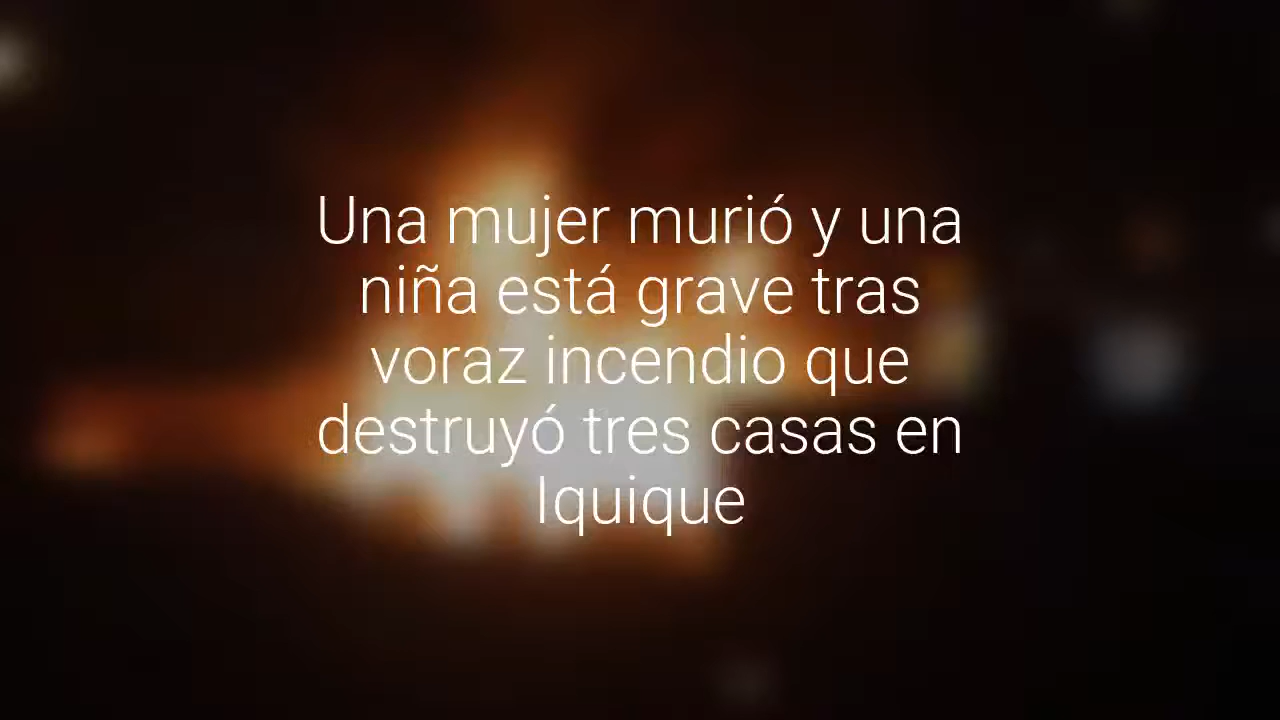 Una mujer murió y una
niña está grave tras
voraz incendio que
destruyó tres casas en
Iquique